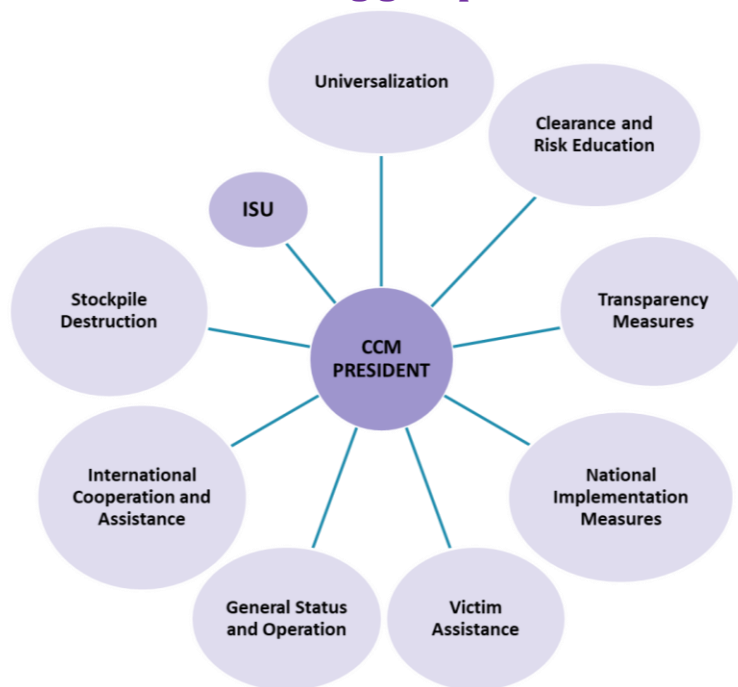 Universalization
Clearance and
Risk Education
ISU
Stockpile
Destruction
Transparency
Measures
CCM
PRESIDENT
International
Cooperation and
Assistance
National
Implementation
Measures
General Status
and Operation
Victim
Assistance